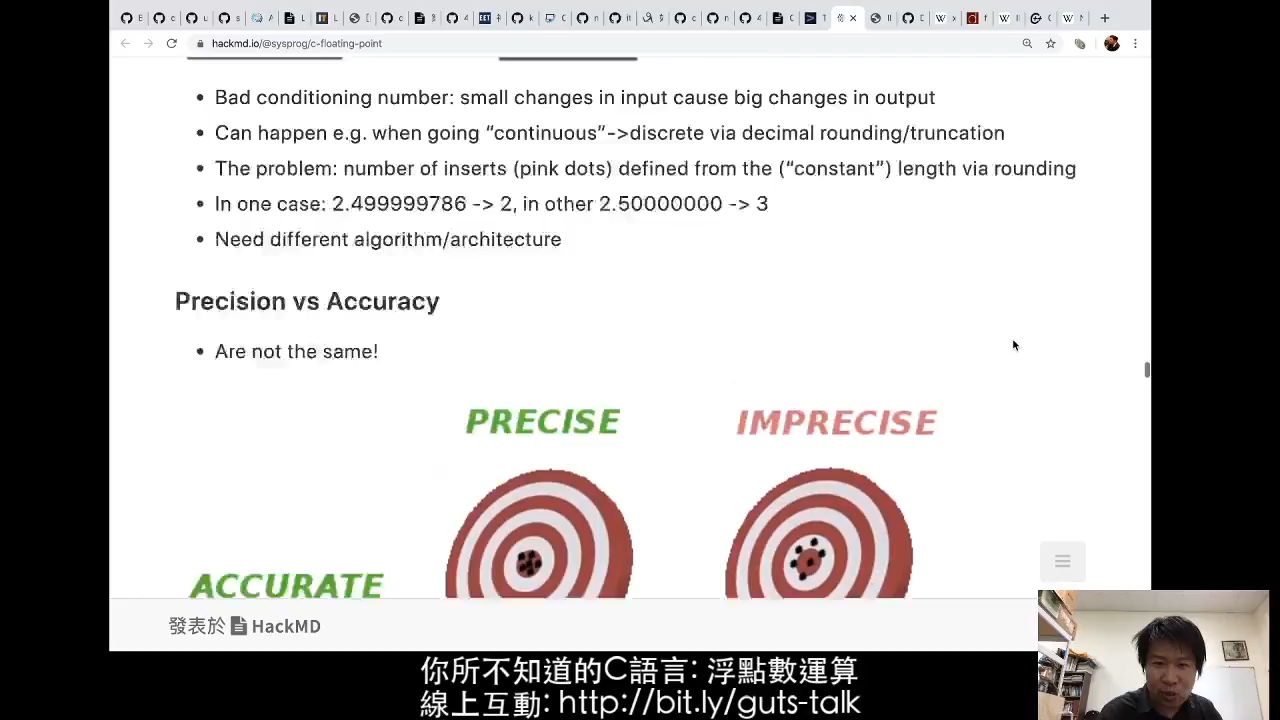 hackmd.io/@sysprog/c-floating-point
Bad conditioning number: small changes in input cause big changes in output
Can happen e.g. when going “continuous”->discrete via decimal rounding/truncation
The problem: number of inserts (pink dots) defined from the (“constant”) length via rounding
In one case: 2.499999786 -> 2, in other 2.50000000 -> 3
Need different algorithm/architecture
Precision vs Accuracy
Are not the same!
PRECISE IMPRECISE
ACCURATE
發表於 HackMD
你所不知道的C語言: 浮點數運算
線上互動: http://bit.ly/guts-talk